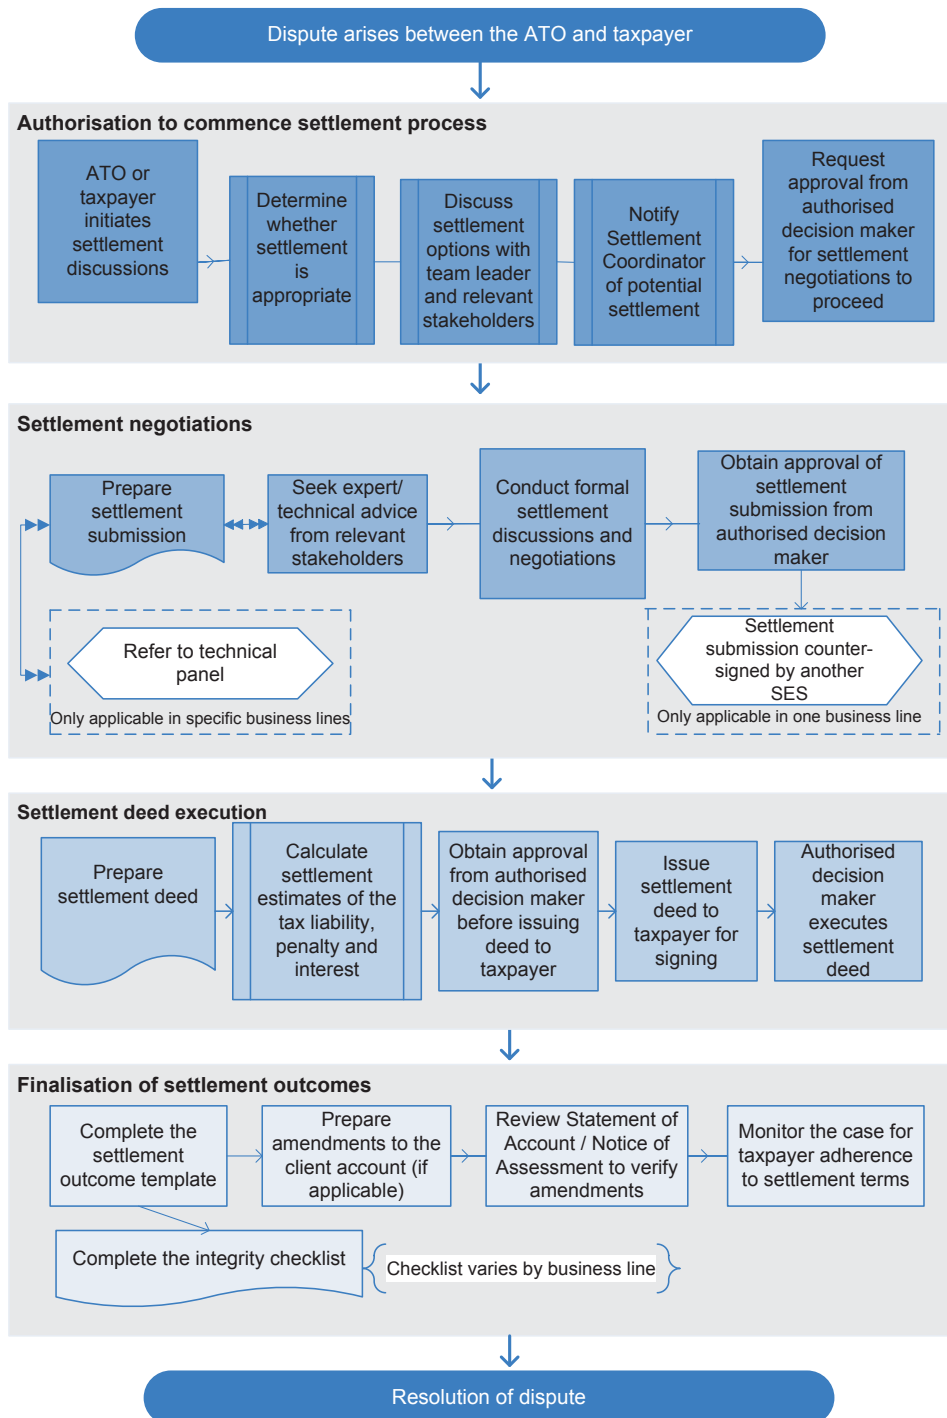 Dispute arises between the ATO and taxpayer
Authorisation to commence settlement process
ATO or
taxpayer
initiates
settlement
discussions
Determine
whether
settlement
is
appropriate
Discuss
settlement
options with
team leader
and relevant
stakeholders
Notify
Settlement
Coordinator
of potential
settlement
Request
approval from
authorised
decision maker
for settlement
negotiations to
proceed
Settlement negotiations
Prepare
settlement
submission
Seek expert/
technical advice
from relevant
stakeholders
Conduct formal
settlement
discussions and
negotiations
Obtain approval of
settlement
submission from
authorised decision
maker
Refer to technical
panel
Only applicable in specific business lines
Settlement
submission counter-
signed by another
SES
Only applicable in one business line
Settlement deed execution
Prepare
settlement deed
Calculate
settlement
estimates of the
tax liability,
penalty and
interest
Obtain approval
from authorised
decision maker
before issuing
deed to
taxpayer
Issue
settlement
deed to
taxpayer for
signing
Authorised
decision
maker
executes
settlement
deed
Finalisation of settlement outcomes
Complete the
settlement
outcome template
Prepare
amendments to the
client account (if
applicable)
Review Statement of
Account / Notice of
Assessment to verify
amendments
Monitor the case for
taxpayer adherence
to settlement terms
Complete the integrity checklist
Checklist varies by business line
Resolution of dispute